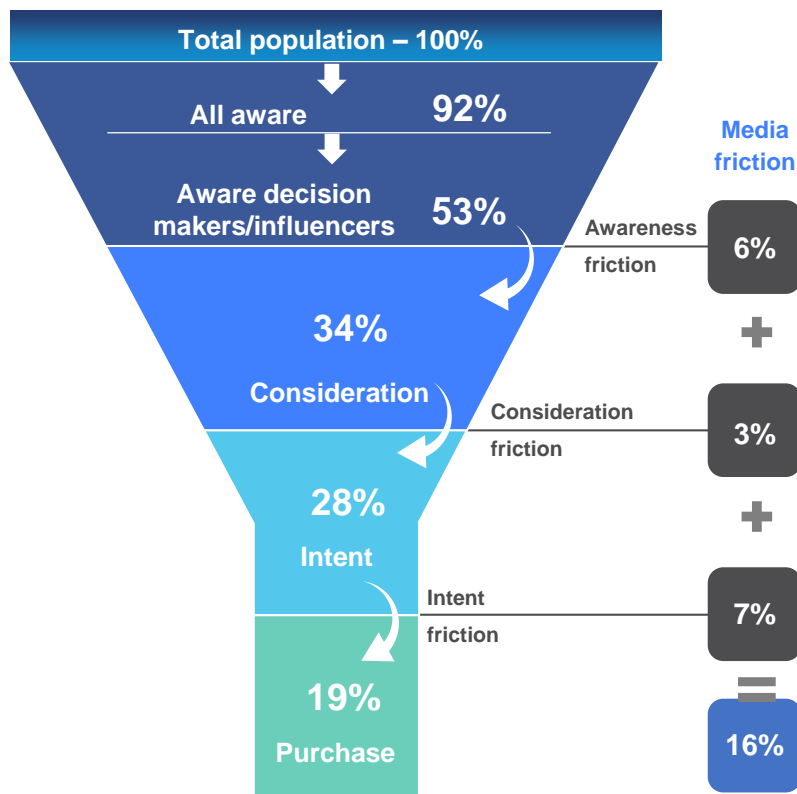 Total population – 100%
All aware 92%
Media
friction
Aware decision
makers/influencers 53%
Awareness
friction
6%
+
34%
Consideration
Consideration
friction
3%
+
28%
Intent
Intent
friction
7%
=
19%
Purchase
16%